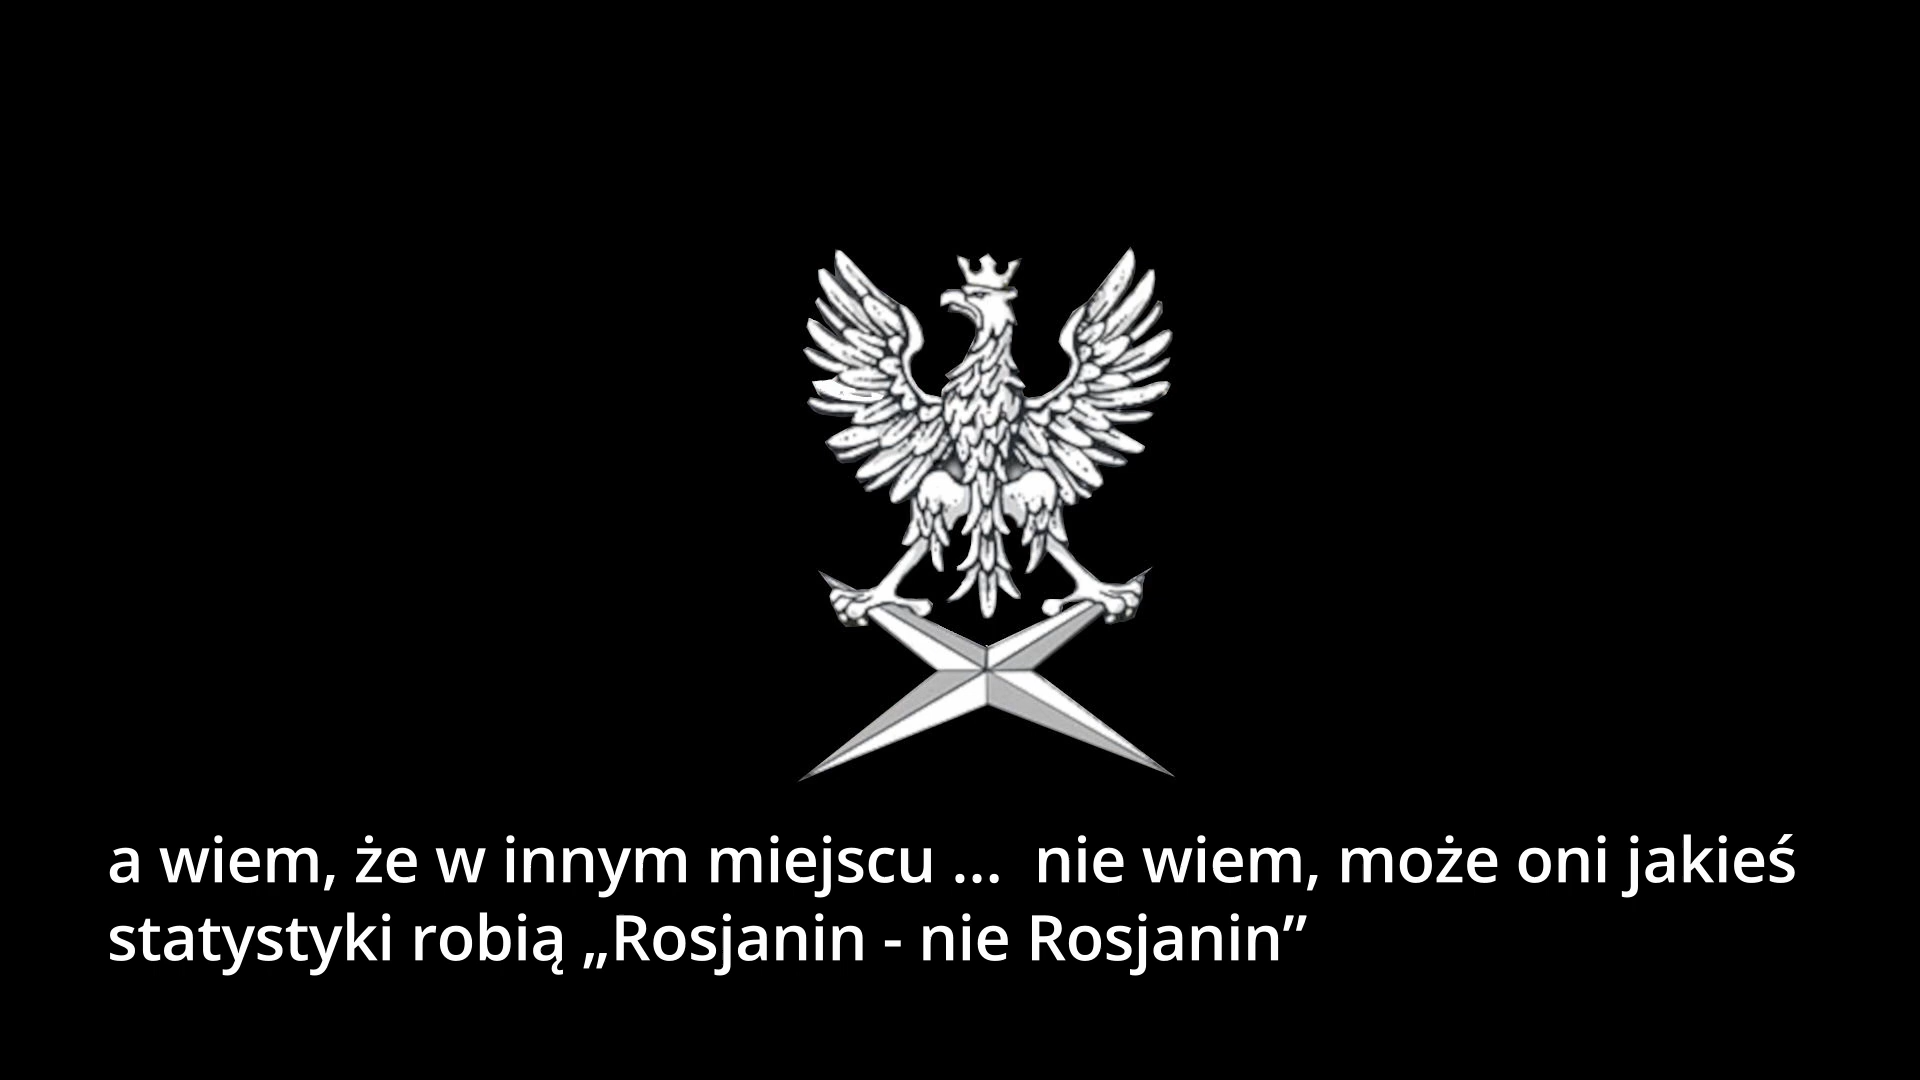 a wiem, że w innym miejscu ...  nie wiem, może oni jakieś
statystyki robią „Rosjanin - nie Rosjanin”